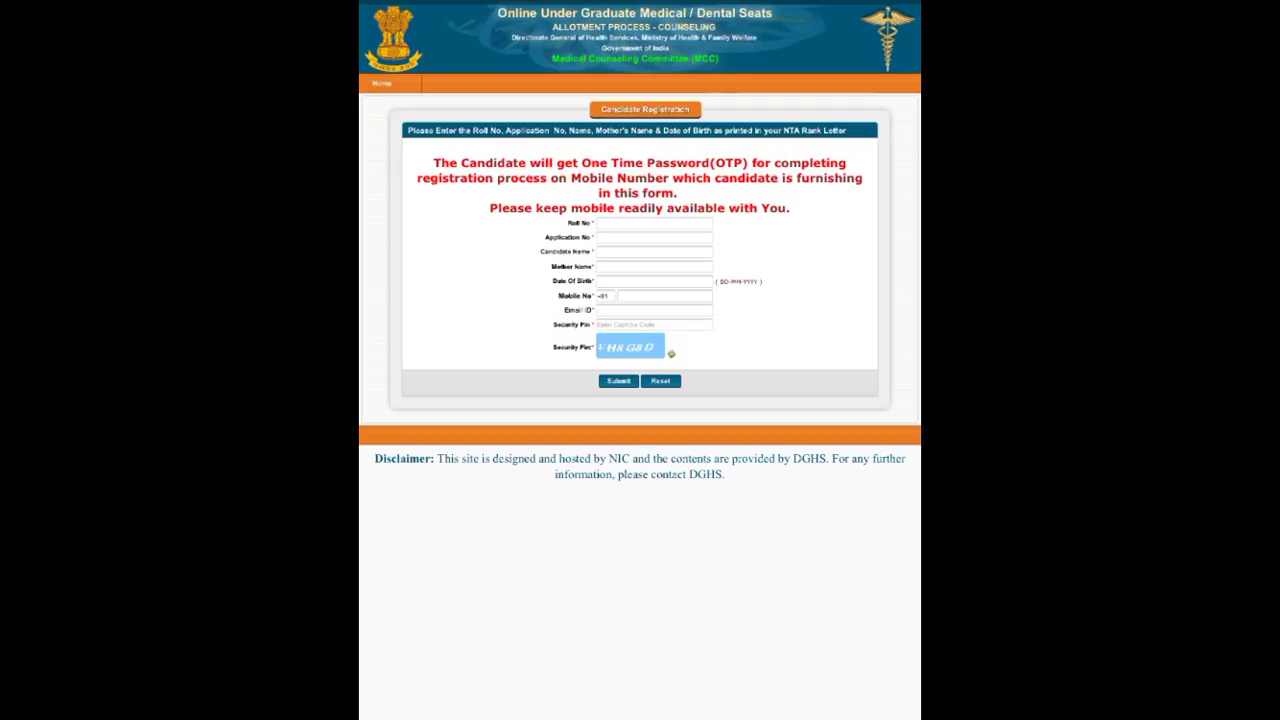 Online Under Graduate Medical / Dental Seats
ALLOTMENT PROCESS - COUNSELING
Directorate General of Health Services, Ministry of Health & Family Welfare
Government of India
Medical Counseling Committee (MCC)
Home
Candidate Registration
Please Enter the Roll No, Application No, Name, Mother's Name & Date of Birth as printed in your NTA Rank Letter
The Candidate will get One Time Password(OTP) for completing
registration process on Mobile Number which candidate is furnishing
in this form.
Please keep mobile readily available with You.
Roll No *
Application No *
Candidate Name *
Mother Name*
Date Of Birth* ( DD-MM-YYYY )
Mobile No* +91
Email ID*
Security Pin * Enter Captcha Code
Security Pin* VH8G8D
Submit Reset
Disclaimer: This site is designed and hosted by NIC and the contents are provided by DGHS. For any further
information, please contact DGHS.